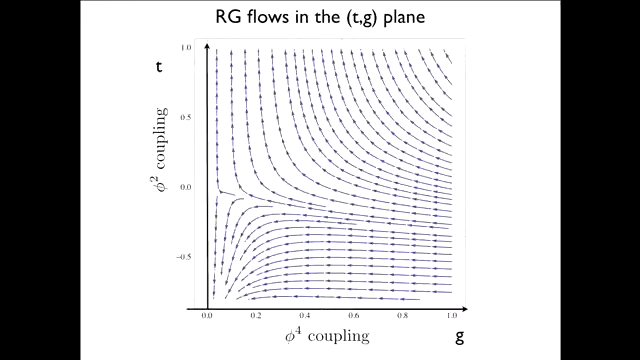 RG flows in the (t,g) plane
t
ϕ² coupling
1.0
0.5
0.0
-0.5
0.0 0.2 0.4 0.6 0.8 1.0
ϕ⁴ coupling g